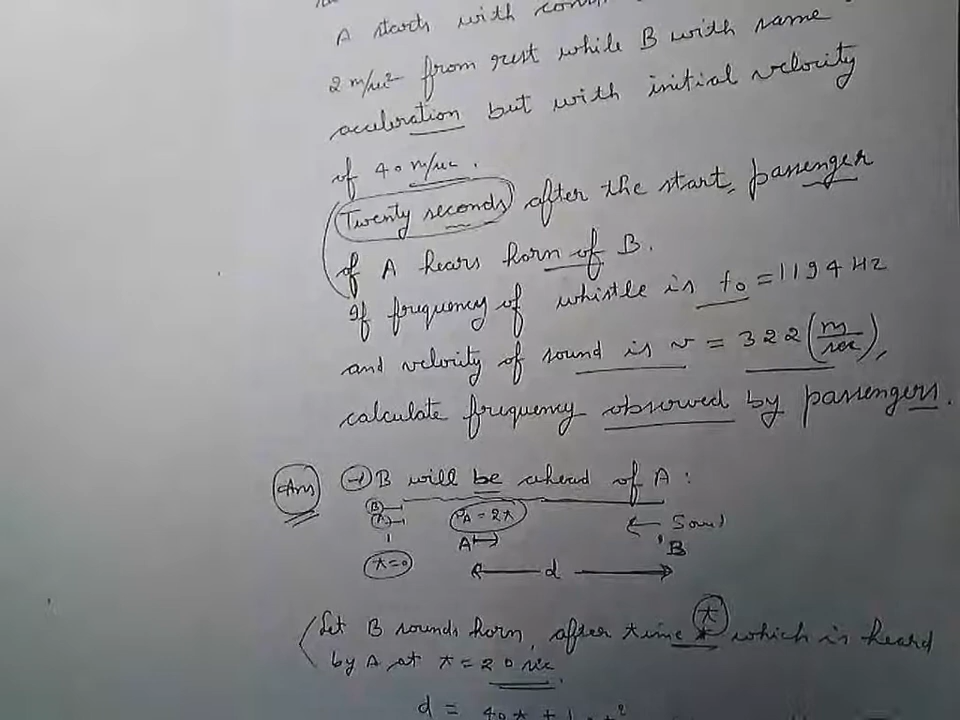 A starts with
2 m/sec² from rest while B with same
aculeration but with initial velocity
of 40 m/sec.
Twenty seconds after the start, passenger
of A hears horn of B.
If frequency of whistle is f₀ = 1194 Hz
and velocity of sound is v = 322 (m/sec),
calculate frequency observed by passengers.
Ans → B will be ahead of A :
B
A VA = 2t ← Sound
A→ B
t=0 ← d →
Let B sounds horn, after time t which is heard
by A at t = 20 sec.
d = 40t +